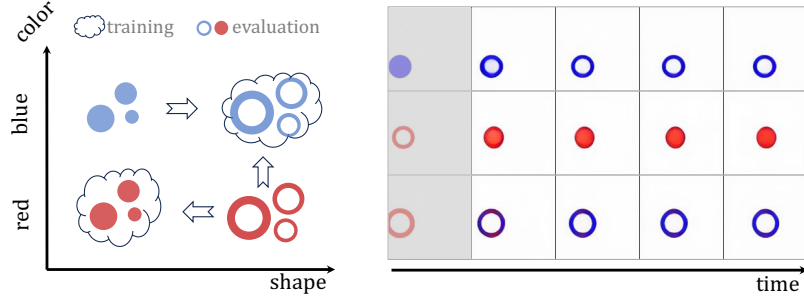 color
training
evaluation
blue
red
shape
time